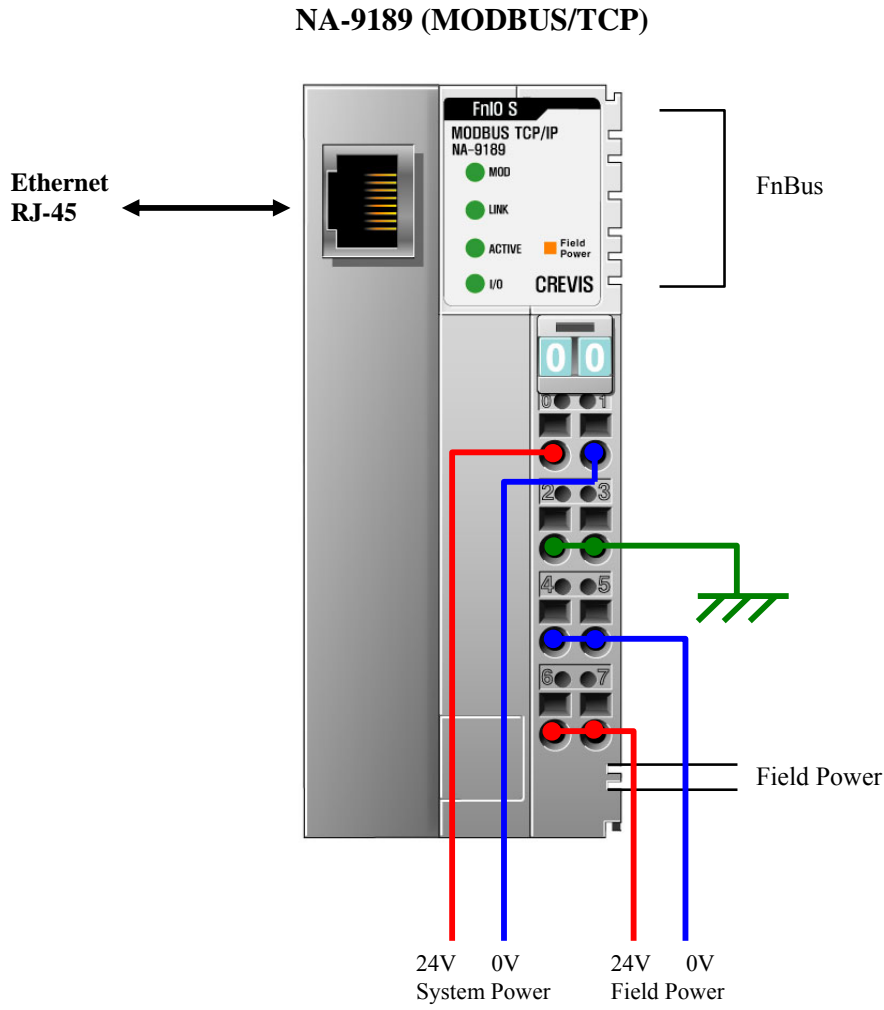 NA-9189 (MODBUS/TCP)
FnIO S
MODBUS TCP/IP
NA-9189
MOD
LINK
ACTIVE
Field
Power
I/O
CREVIS
Ethernet
RJ-45
FnBus
0 0
0 1
2 3
4 5
6 7
Field Power
24V 0V 24V 0V
System Power Field Power